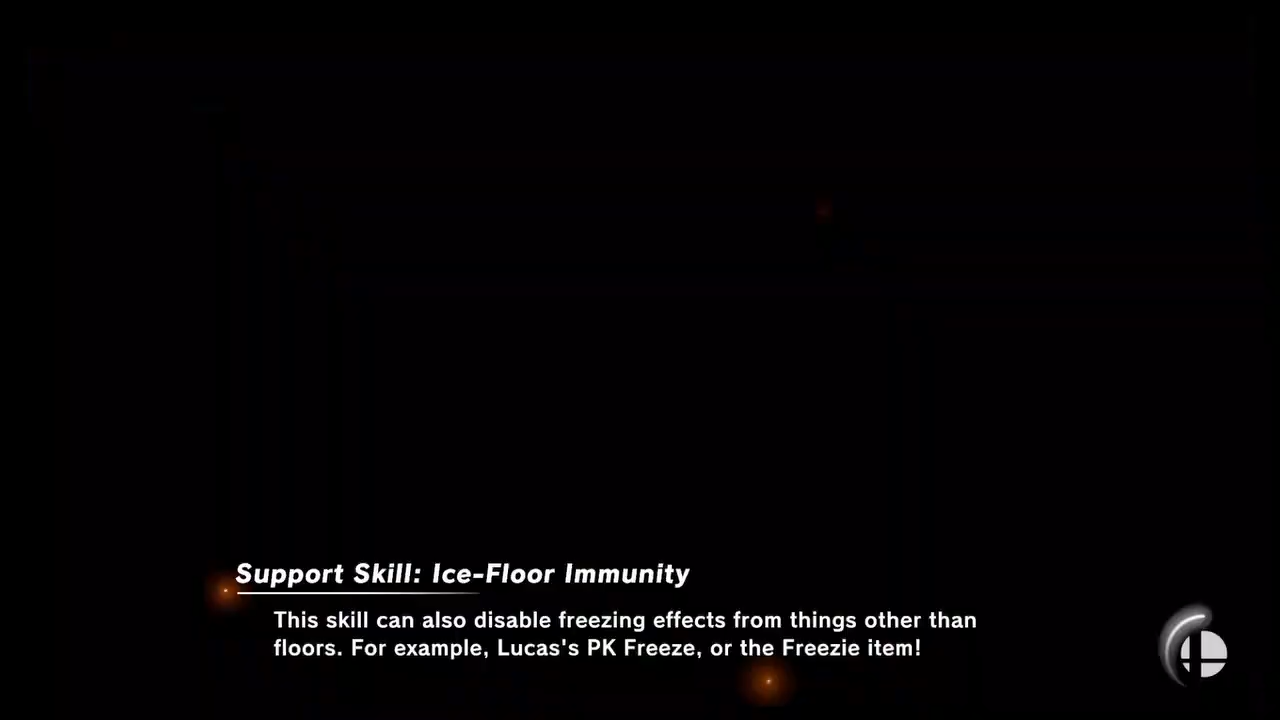 Support Skill: Ice-Floor Immunity
This skill can also disable freezing effects from things other than
floors. For example, Lucas's PK Freeze, or the Freezie item!